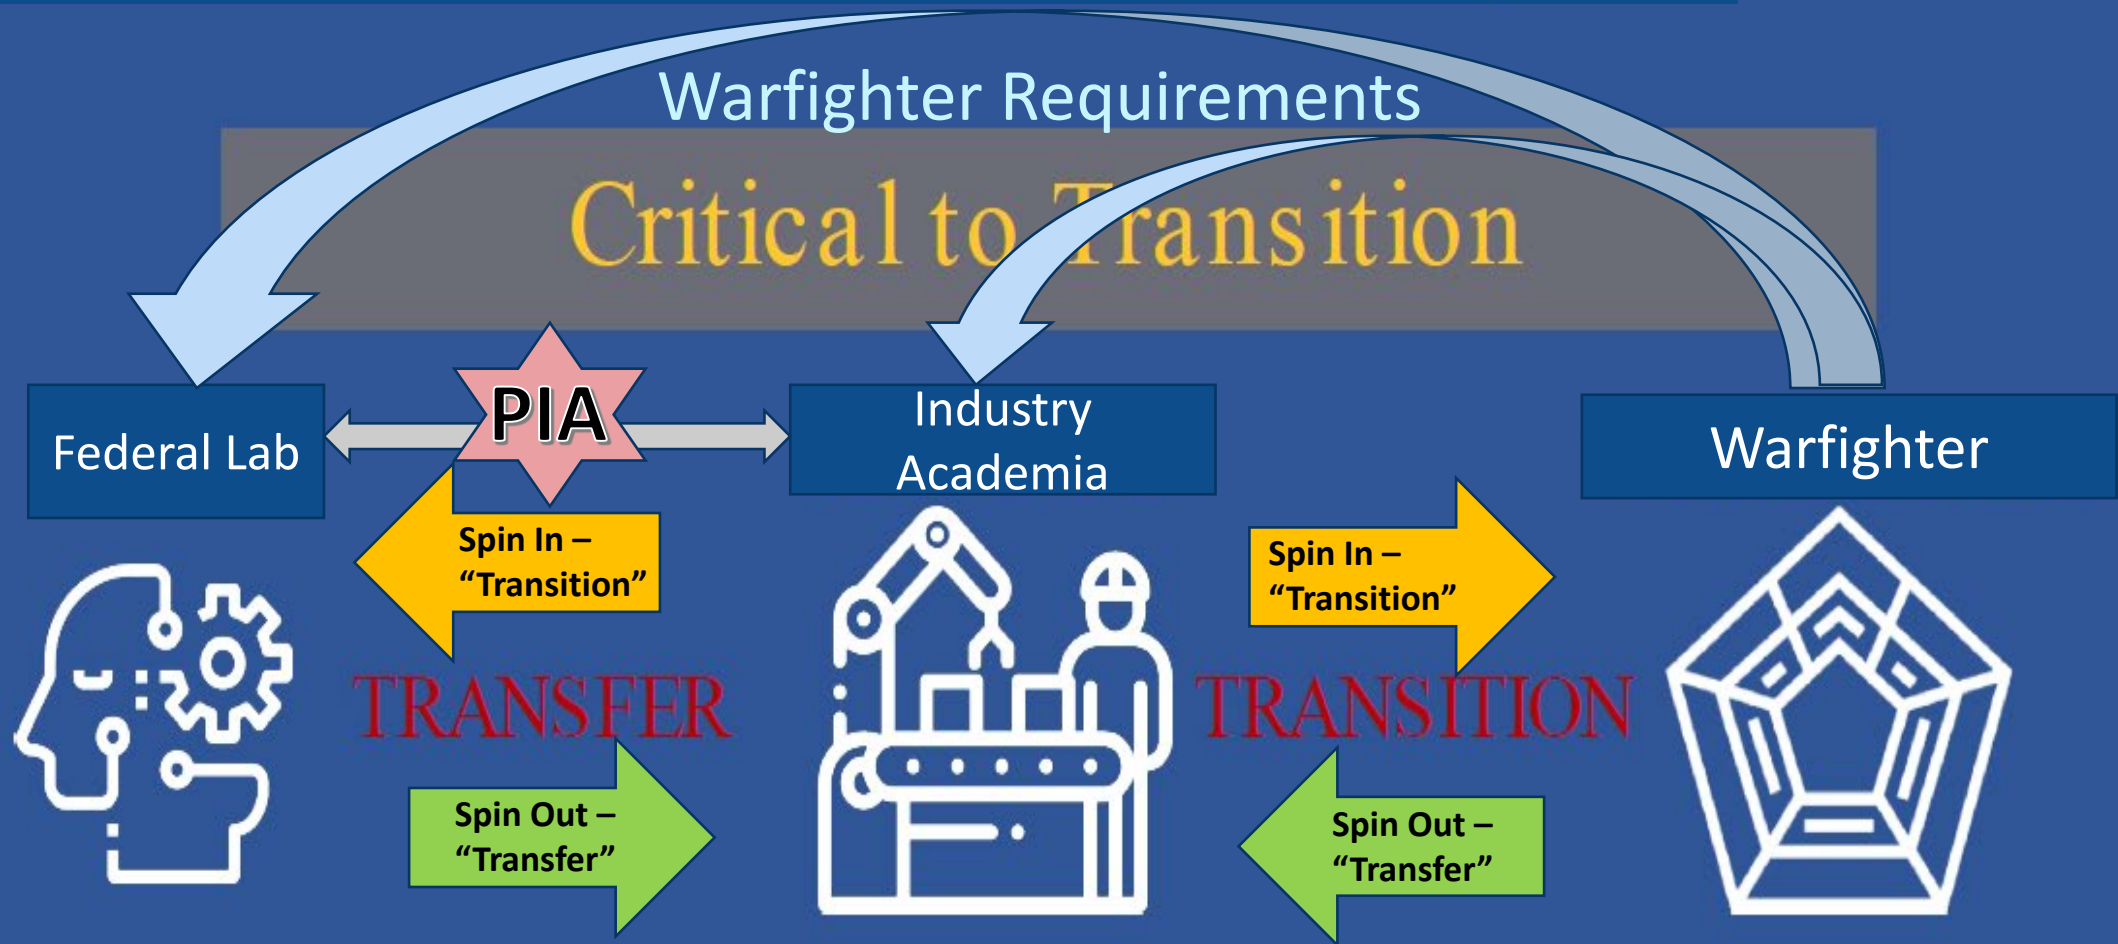 Warfighter Requirements
Critical to Transition
Federal Lab
PIA
Industry
Academia
Warfighter
Spin In –
“Transition”
Spin In –
“Transition”
TRANSFER
TRANSITION
Spin Out –
“Transfer”
Spin Out –
“Transfer”